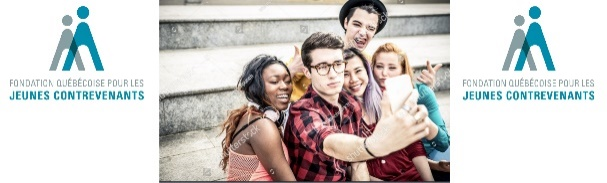 FONDATION QUÉBÉCOISE POUR LES
JEUNES CONTREVENANTS
FONDATION QUÉBÉCOISE POUR LES
JEUNES CONTREVENANTS